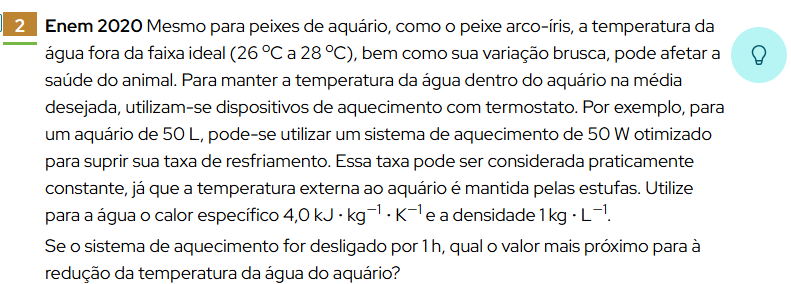 2 Enem 2020 Mesmo para peixes de aquário, como o peixe arco-íris, a temperatura da
água fora da faixa ideal (26 ºC a 28 ºC), bem como sua variação brusca, pode afetar a
saúde do animal. Para manter a temperatura da água dentro do aquário na média
desejada, utilizam-se dispositivos de aquecimento com termostato. Por exemplo, para
um aquário de 50 L, pode-se utilizar um sistema de aquecimento de 50 W otimizado
para suprir sua taxa de resfriamento. Essa taxa pode ser considerada praticamente
constante, já que a temperatura externa ao aquário é mantida pelas estufas. Utilize
para a água o calor específico 4,0 kJ · kg⁻¹ · K⁻¹ e a densidade 1 kg · L⁻¹.
Se o sistema de aquecimento for desligado por 1 h, qual o valor mais próximo para à
redução da temperatura da água do aquário?